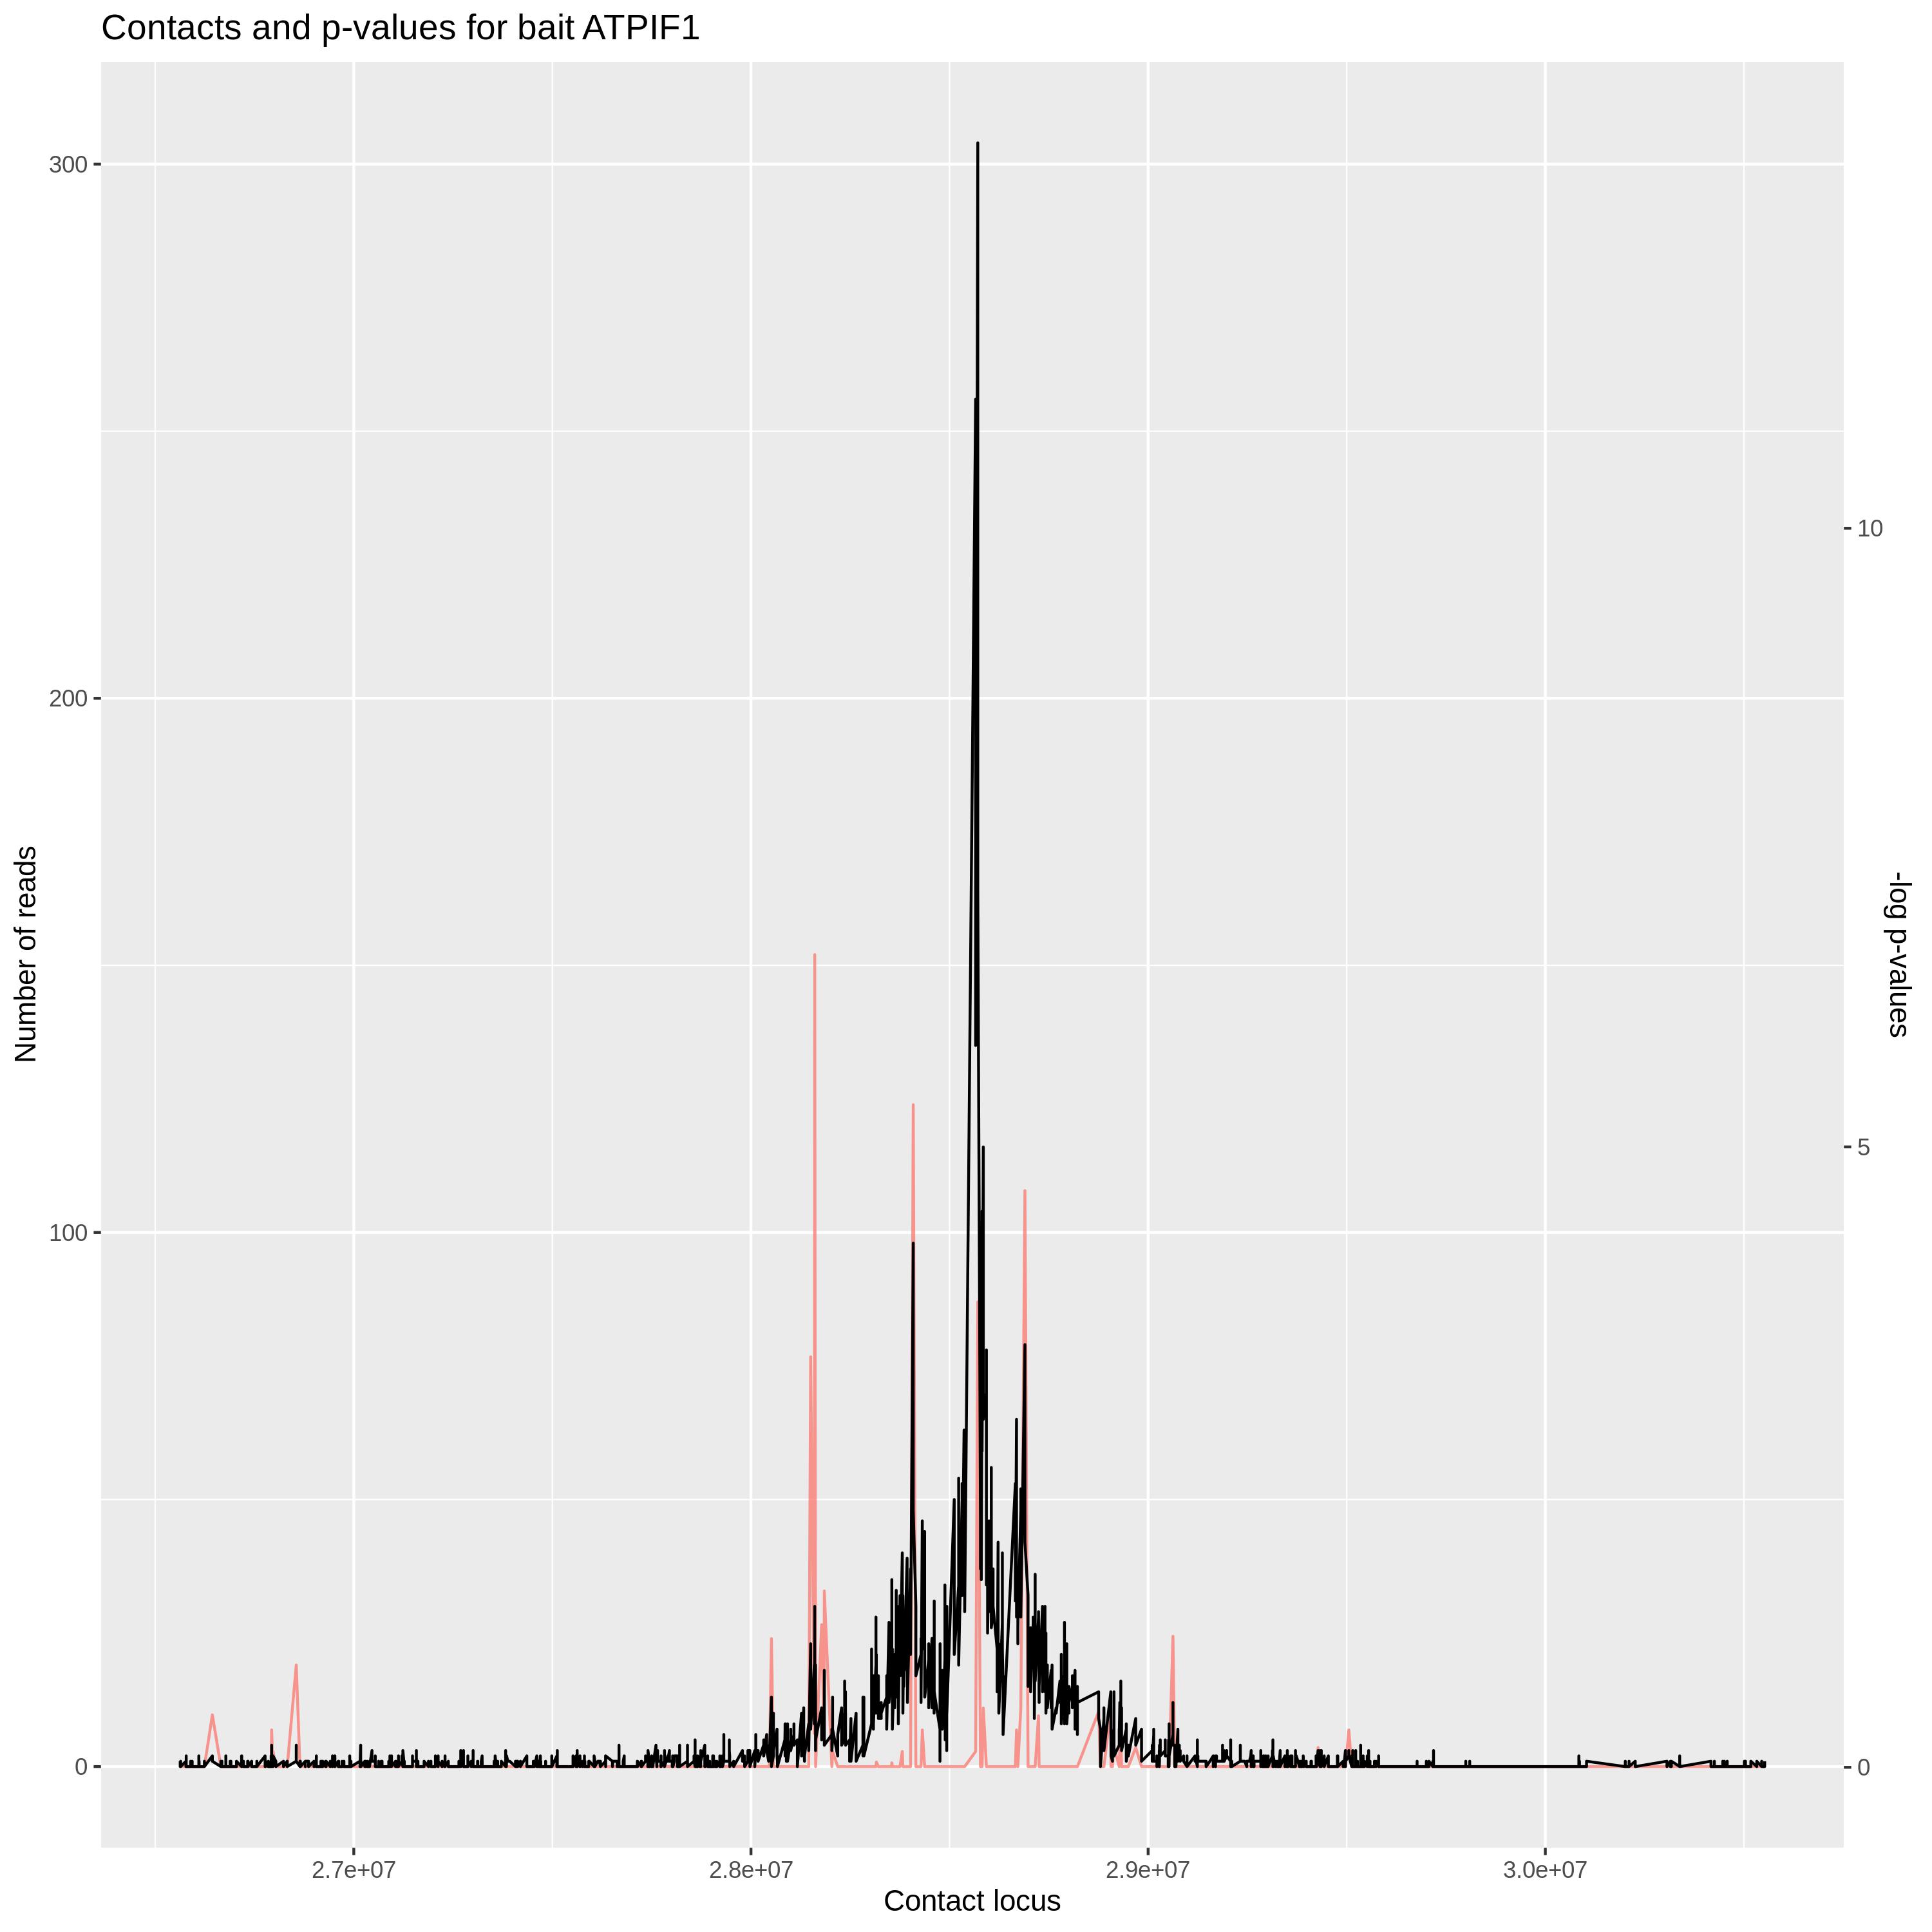 Contacts and p-values for bait ATPIF1
300
200
100
0
Number of reads
10
5
0
-log p-values
2.7e+07
2.8e+07
2.9e+07
3.0e+07
Contact locus